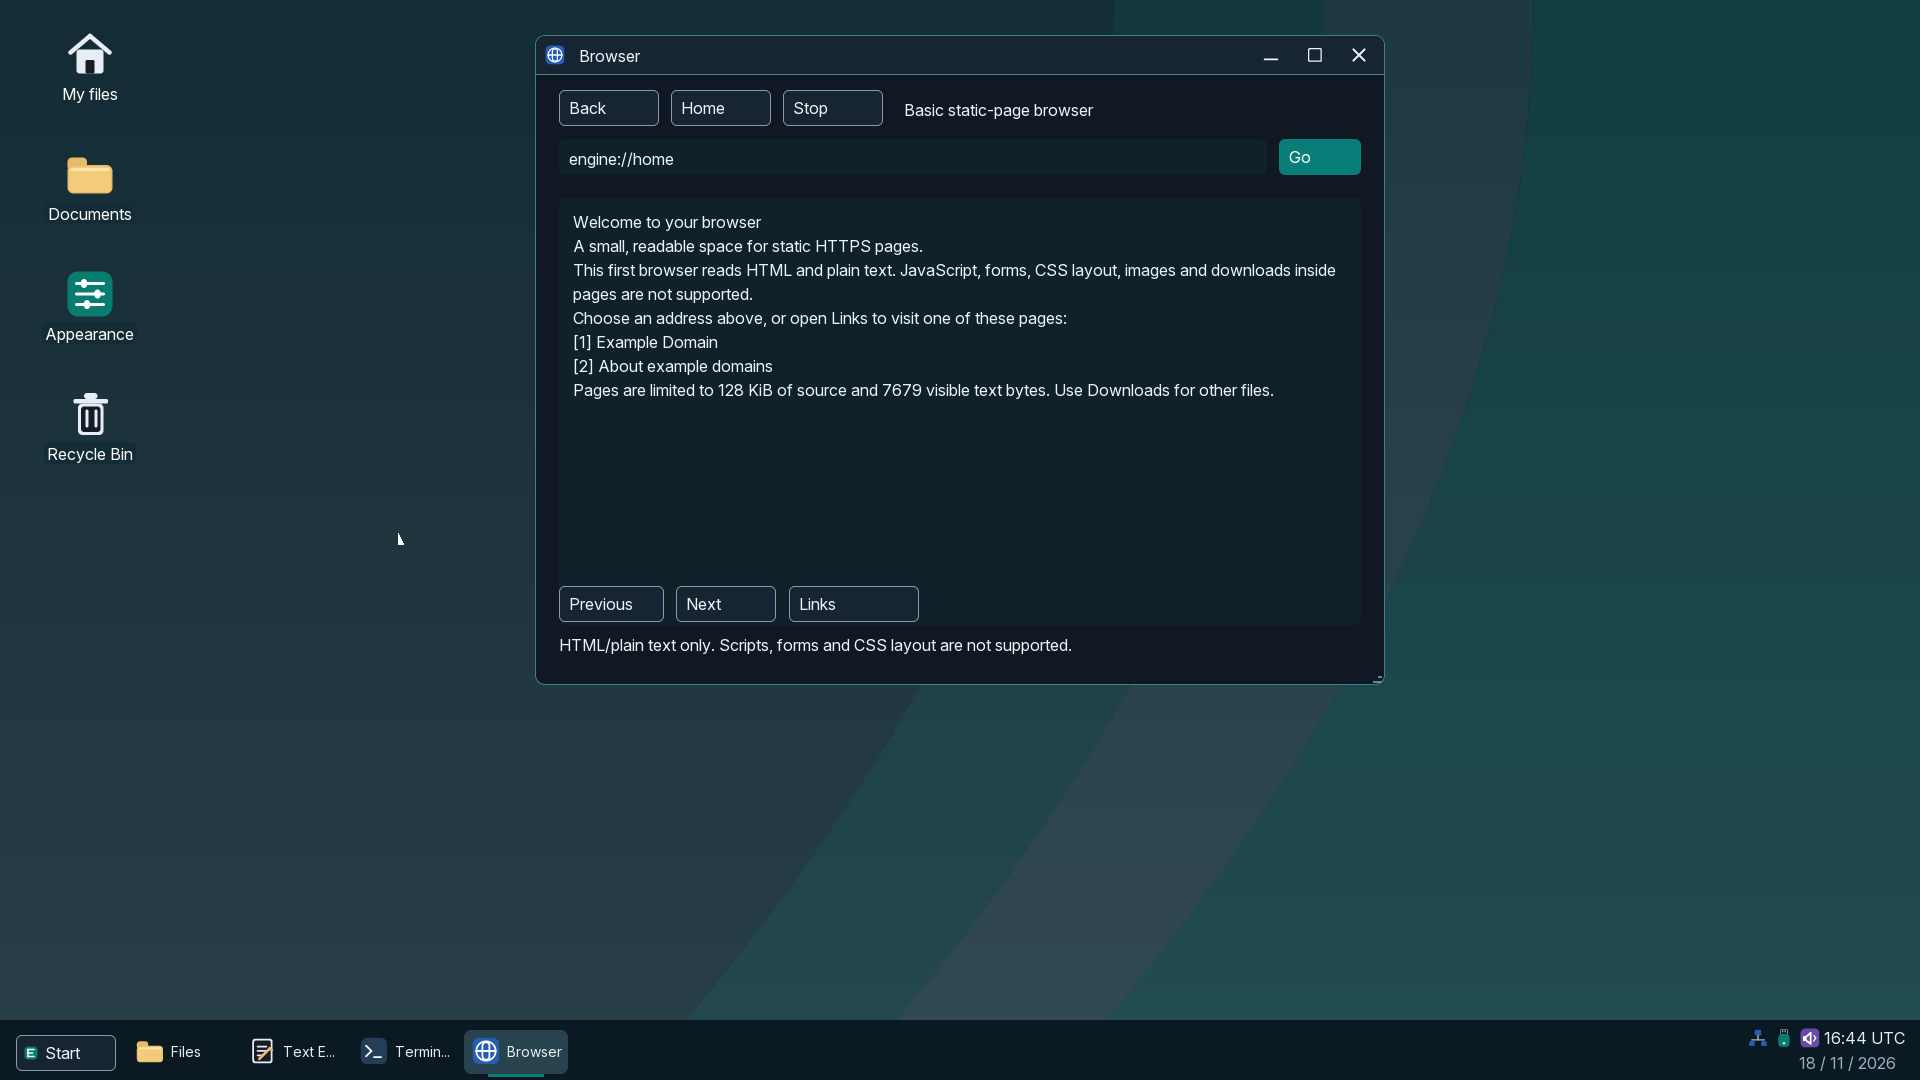 My files
Documents
Appearance
Recycle Bin
Browser
Back
Home
Stop
Basic static-page browser
engine://home
Go
Welcome to your browser
A small, readable space for static HTTPS pages.
This first browser reads HTML and plain text. JavaScript, forms, CSS layout, images and downloads inside
pages are not supported.
Choose an address above, or open Links to visit one of these pages:
[1] Example Domain
[2] About example domains
Pages are limited to 128 KiB of source and 7679 visible text bytes. Use Downloads for other files.
Previous
Next
Links
HTML/plain text only. Scripts, forms and CSS layout are not supported.
E
Start
Files
Text E...
Termin...
Browser
16:44 UTC
18 / 11 / 2026